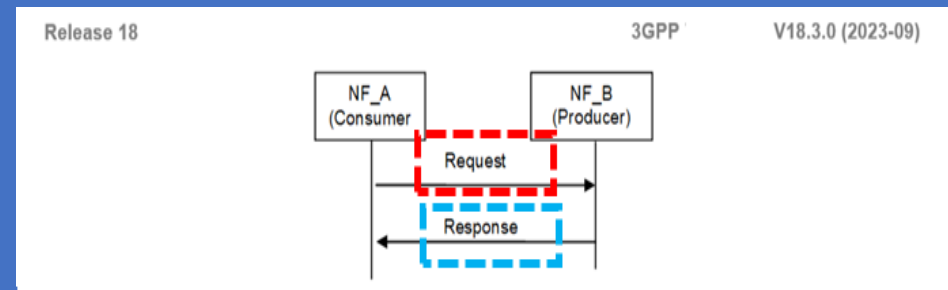 Release 18 3GPP V18.3.0 (2023-09)
NF_A NF_B
(Consumer (Producer)
Request
Response